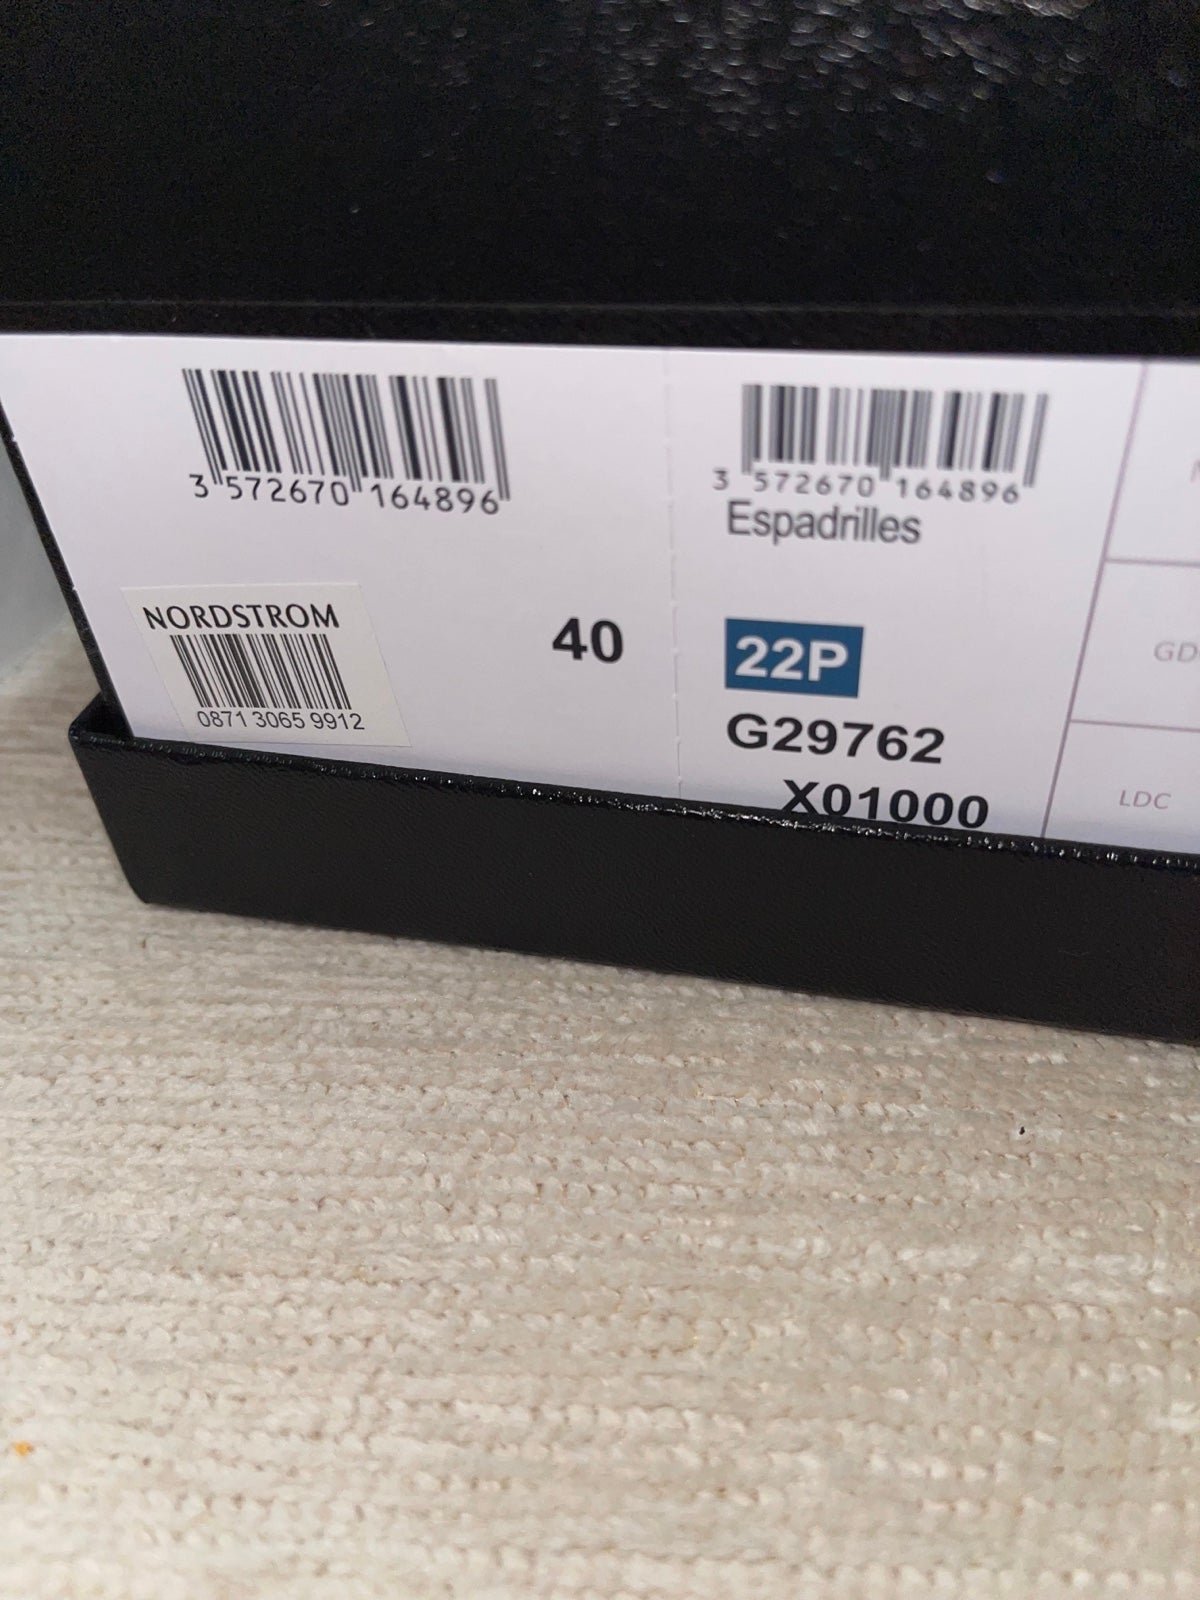 3 572670 164896
NORDSTROM
0871 3065 9912
40
3 572670 164896
Espadrilles
22P
G29762
X01000
LDC